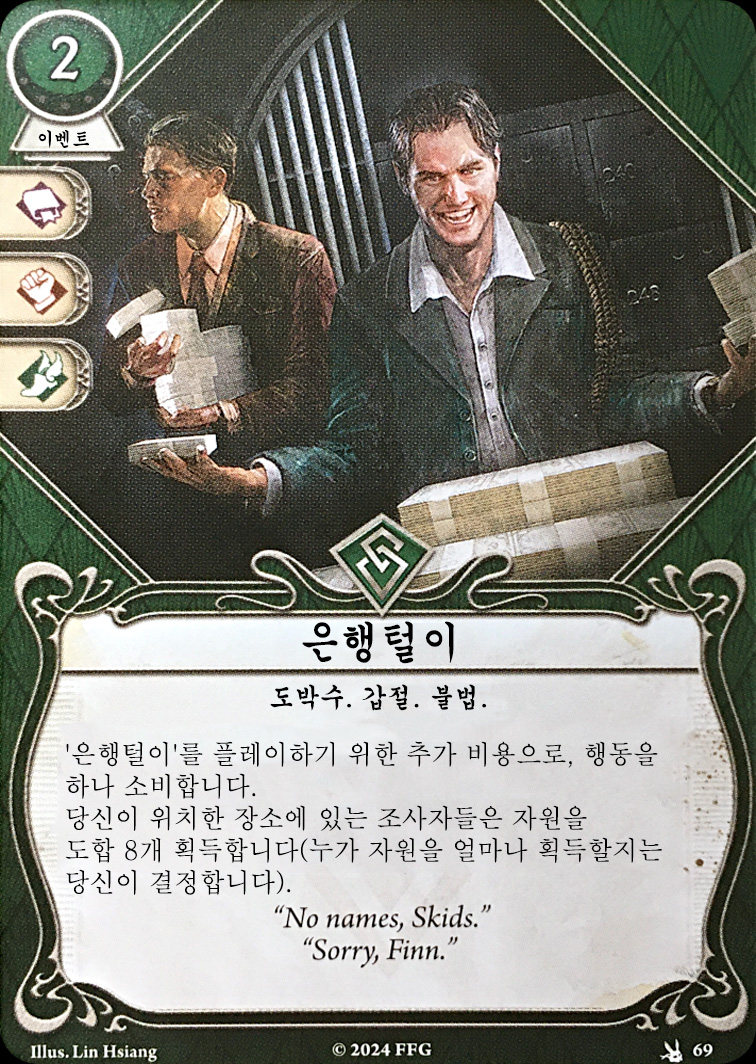 2
이벤트
240
248
은행털이
도박수. 갑절. 불법.
'은행털이'를 플레이하기 위한 추가 비용으로, 행동을
하나 소비합니다.
당신이 위치한 장소에 있는 조사자들은 자원을
도합 8개 획득합니다(누가 자원을 얼마나 획득할지는
당신이 결정합니다).
“No names, Skids.”
“Sorry, Finn.”
Illus. Lin Hsiang
© 2024 FFG
69